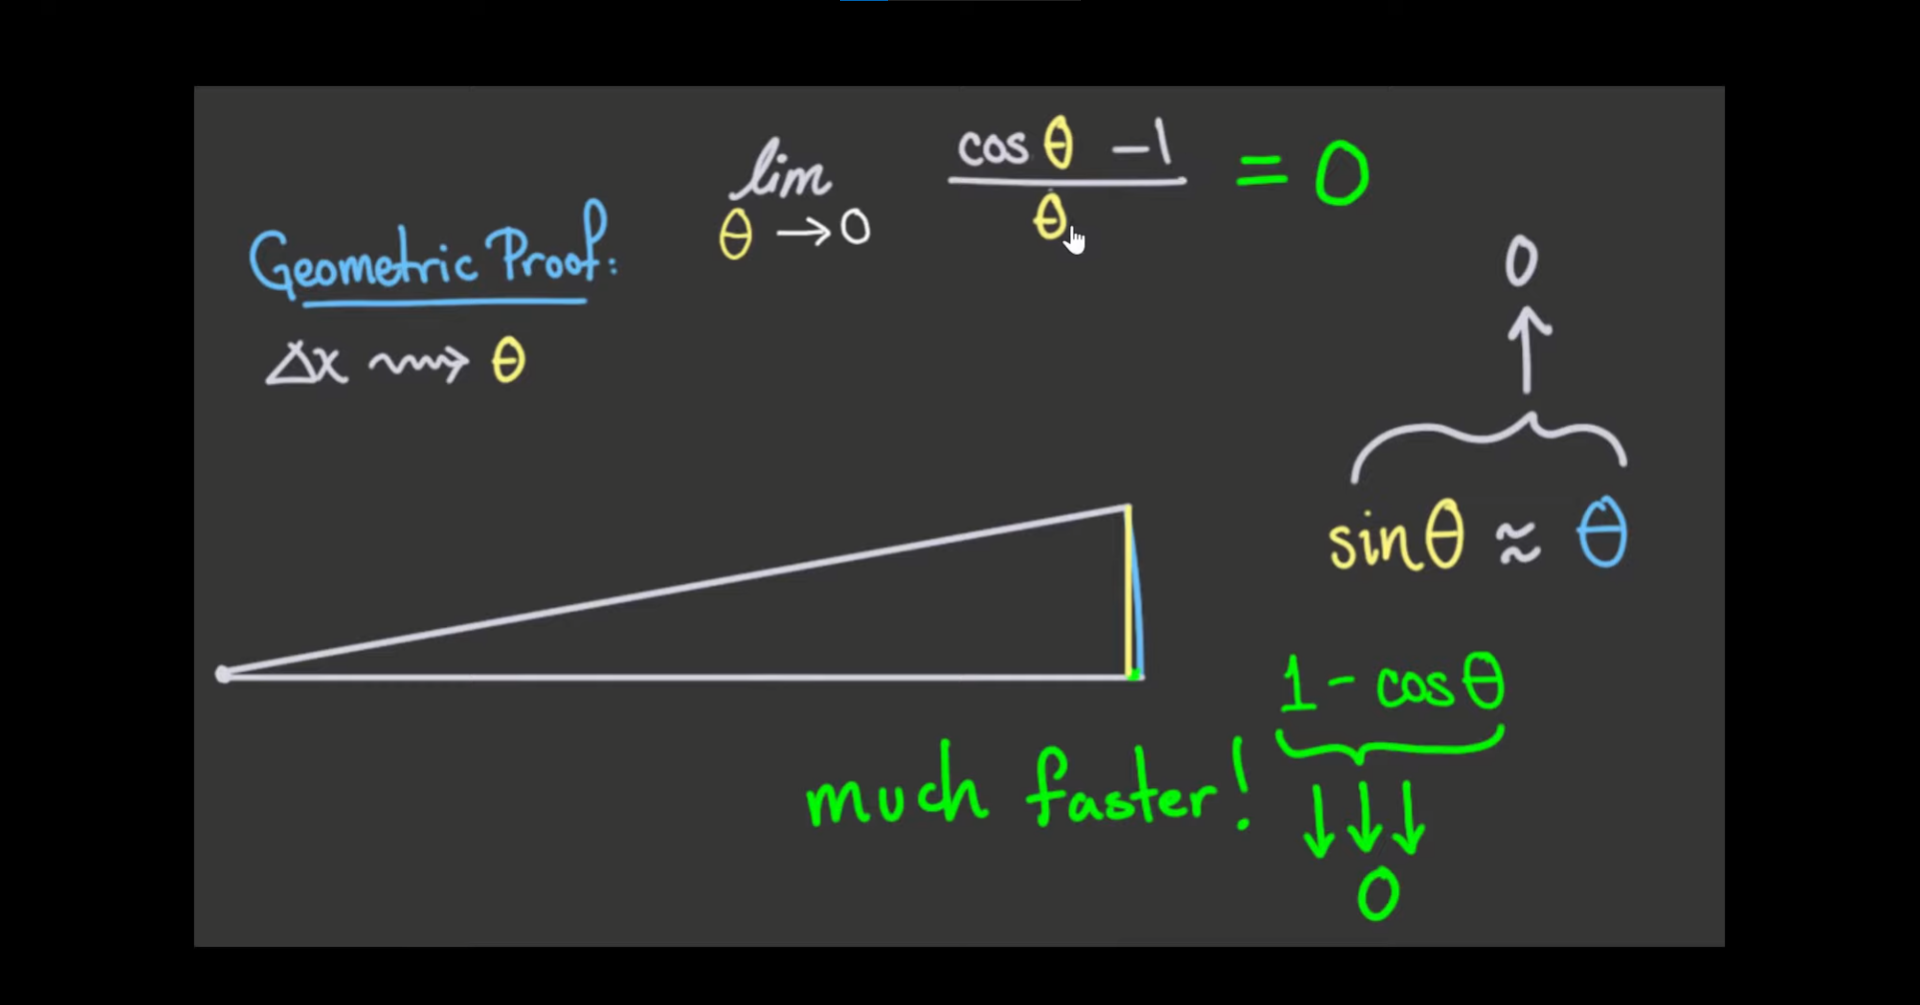 lim θ → 0 cos θ − 1 / θ = 0
Geometric Proof:
Δx ⟿ θ
0
↑
sin θ ≈ θ
1 − cos θ
much faster!
↓ ↓ ↓
0